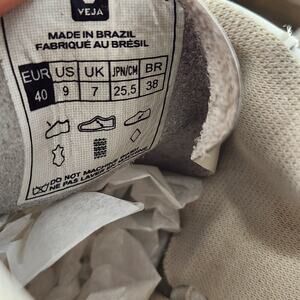 VEJA
MADE IN BRAZIL
FABRIQUÉ AU BRÉSIL
EUR US UK JPN/CM BR
40 9 7 25,5 38
DO NOT MACHINE WASH
NE PAS LAVER EN MACHINE